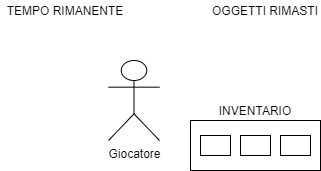 TEMPO RIMANENTE
OGGETTI RIMASTI
INVENTARIO
Giocatore